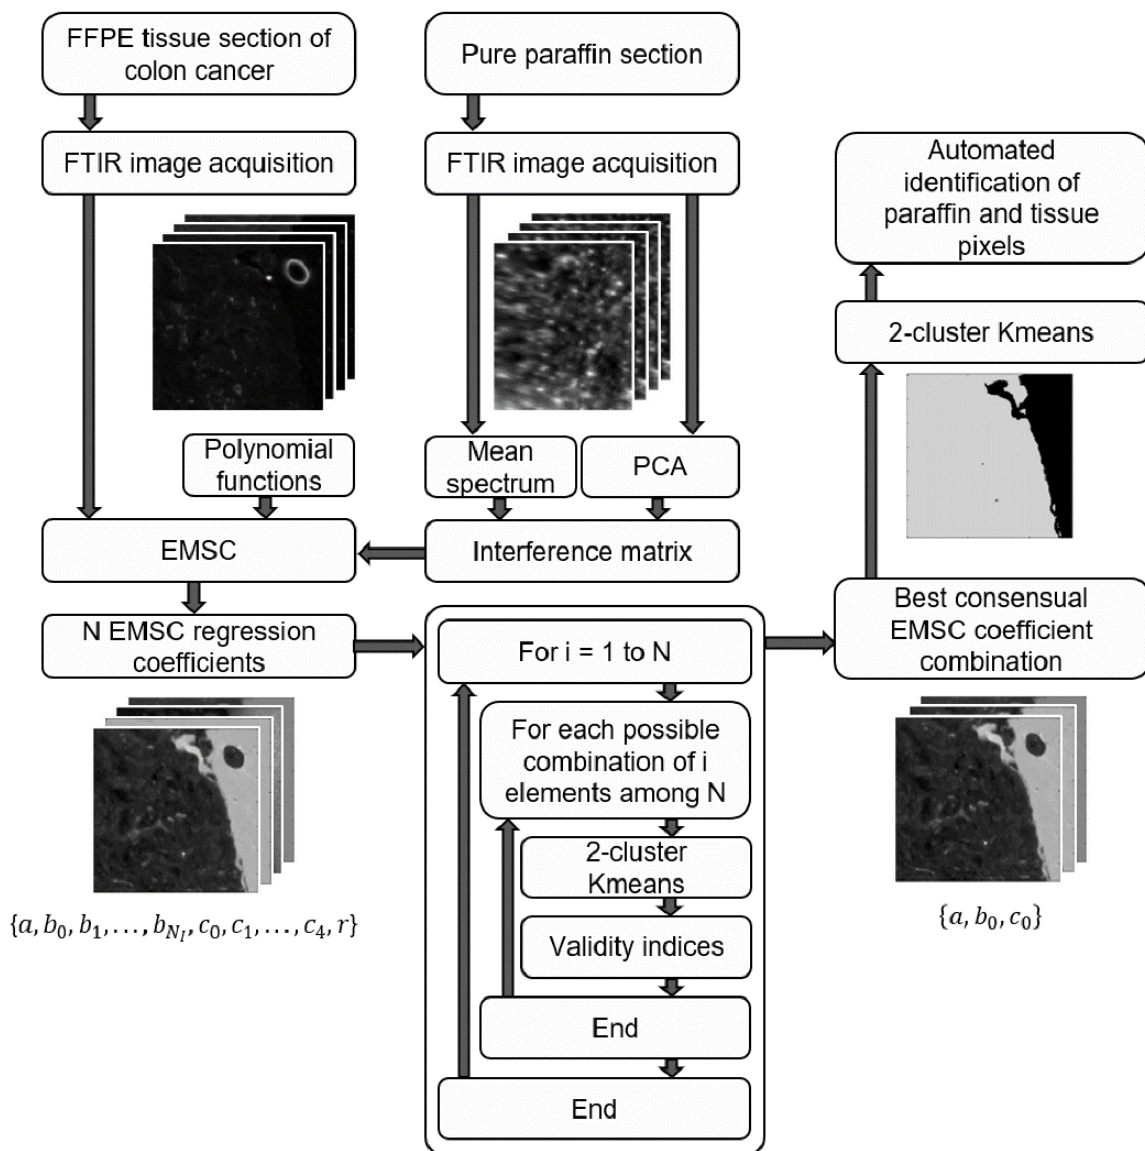 FFPE tissue section of
colon cancer
FTIR image acquisition
Pure paraffin section
FTIR image acquisition
Polynomial
functions
Mean
spectrum
PCA
EMSC
Interference matrix
N EMSC regression
coefficients
{a, b₀, b₁, . . . , b_{N_I}, c₀, c₁, . . . , c₄, r}
For i = 1 to N
For each possible
combination of i
elements among N
2-cluster
Kmeans
Validity indices
End
End
Automated
identification of
paraffin and tissue
pixels
2-cluster Kmeans
Best consensual
EMSC coefficient
combination
{a, b₀, c₀}